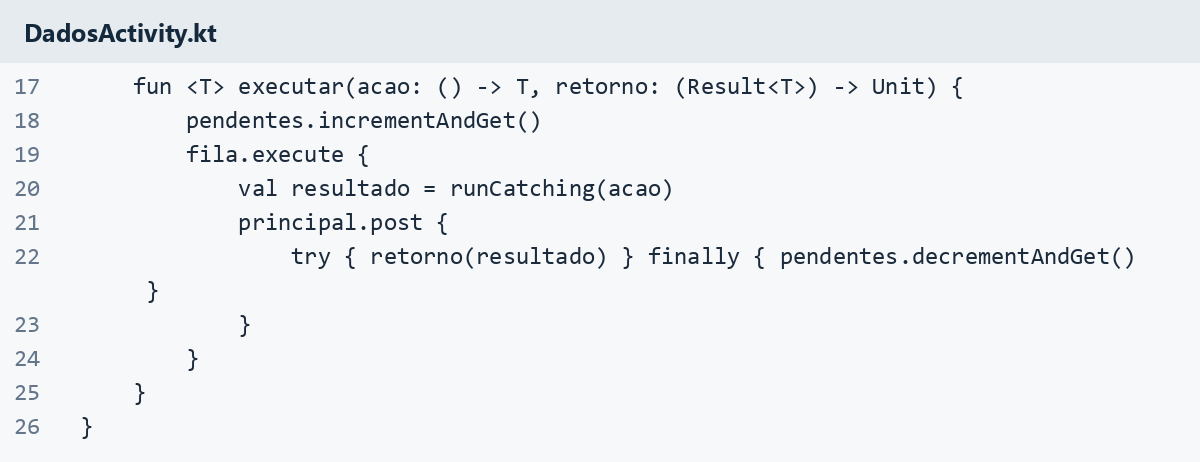 DadosActivity.kt
17    fun <T> executar(acao: () -> T, retorno: (Result<T>) -> Unit) {
18        pendentes.incrementAndGet()
19        fila.execute {
20            val resultado = runCatching(acao)
21            principal.post {
22                try { retorno(resultado) } finally { pendentes.decrementAndGet()
     }
23            }
24        }
25    }
26 }